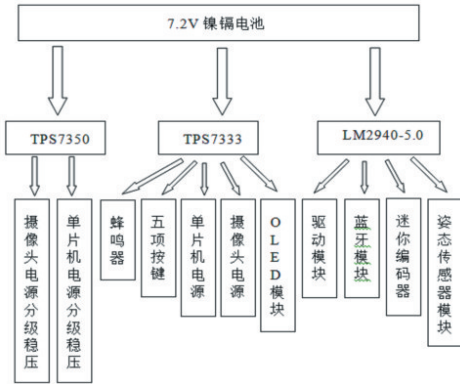 7.2V 镍镉电池
TPS7350
TPS7333
LM2940-5.0
摄像头电源分级稳压
单片机电源分级稳压
蜂鸣器
五项按键
单片机电源
摄像头电源
OLED模块
驱动模块
蓝牙模块
迷你编码器
姿态传感器模块